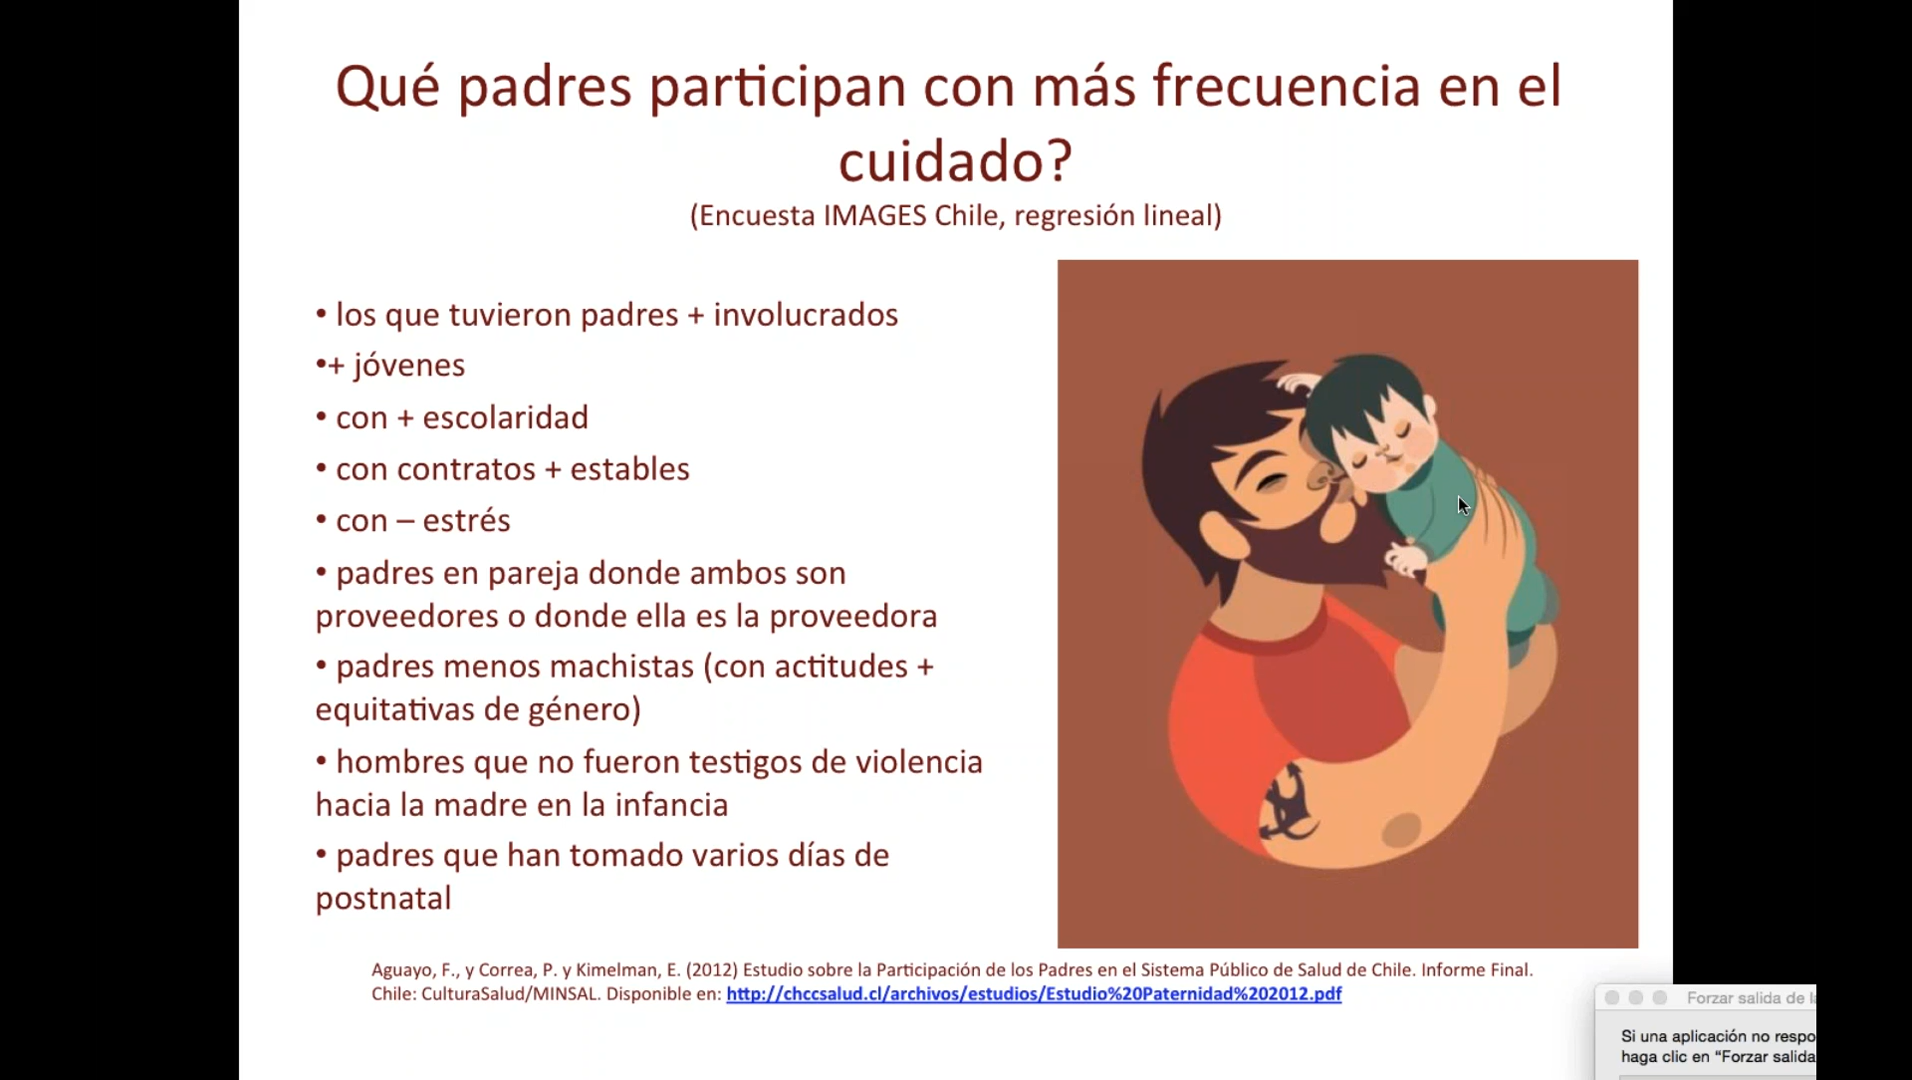 Qué padres participan con más frecuencia en el
cuidado?
(Encuesta IMAGES Chile, regresión lineal)
• los que tuvieron padres + involucrados
•+ jóvenes
• con + escolaridad
• con contratos + estables
• con – estrés
• padres en pareja donde ambos son
proveedores o donde ella es la proveedora
• padres menos machistas (con actitudes +
equitativas de género)
• hombres que no fueron testigos de violencia
hacia la madre en la infancia
• padres que han tomado varios días de
postnatal
Aguayo, F., y Correa, P. y Kimelman, E. (2012) Estudio sobre la Participación de los Padres en el Sistema Público de Salud de Chile. Informe Final.
Chile: CulturaSalud/MINSAL. Disponible en: http://chccsalud.cl/archivos/estudios/Estudio%20Paternidad%202012.pdf
Forzar salida de
Si una aplicación no respo
haga clic en “Forzar salida